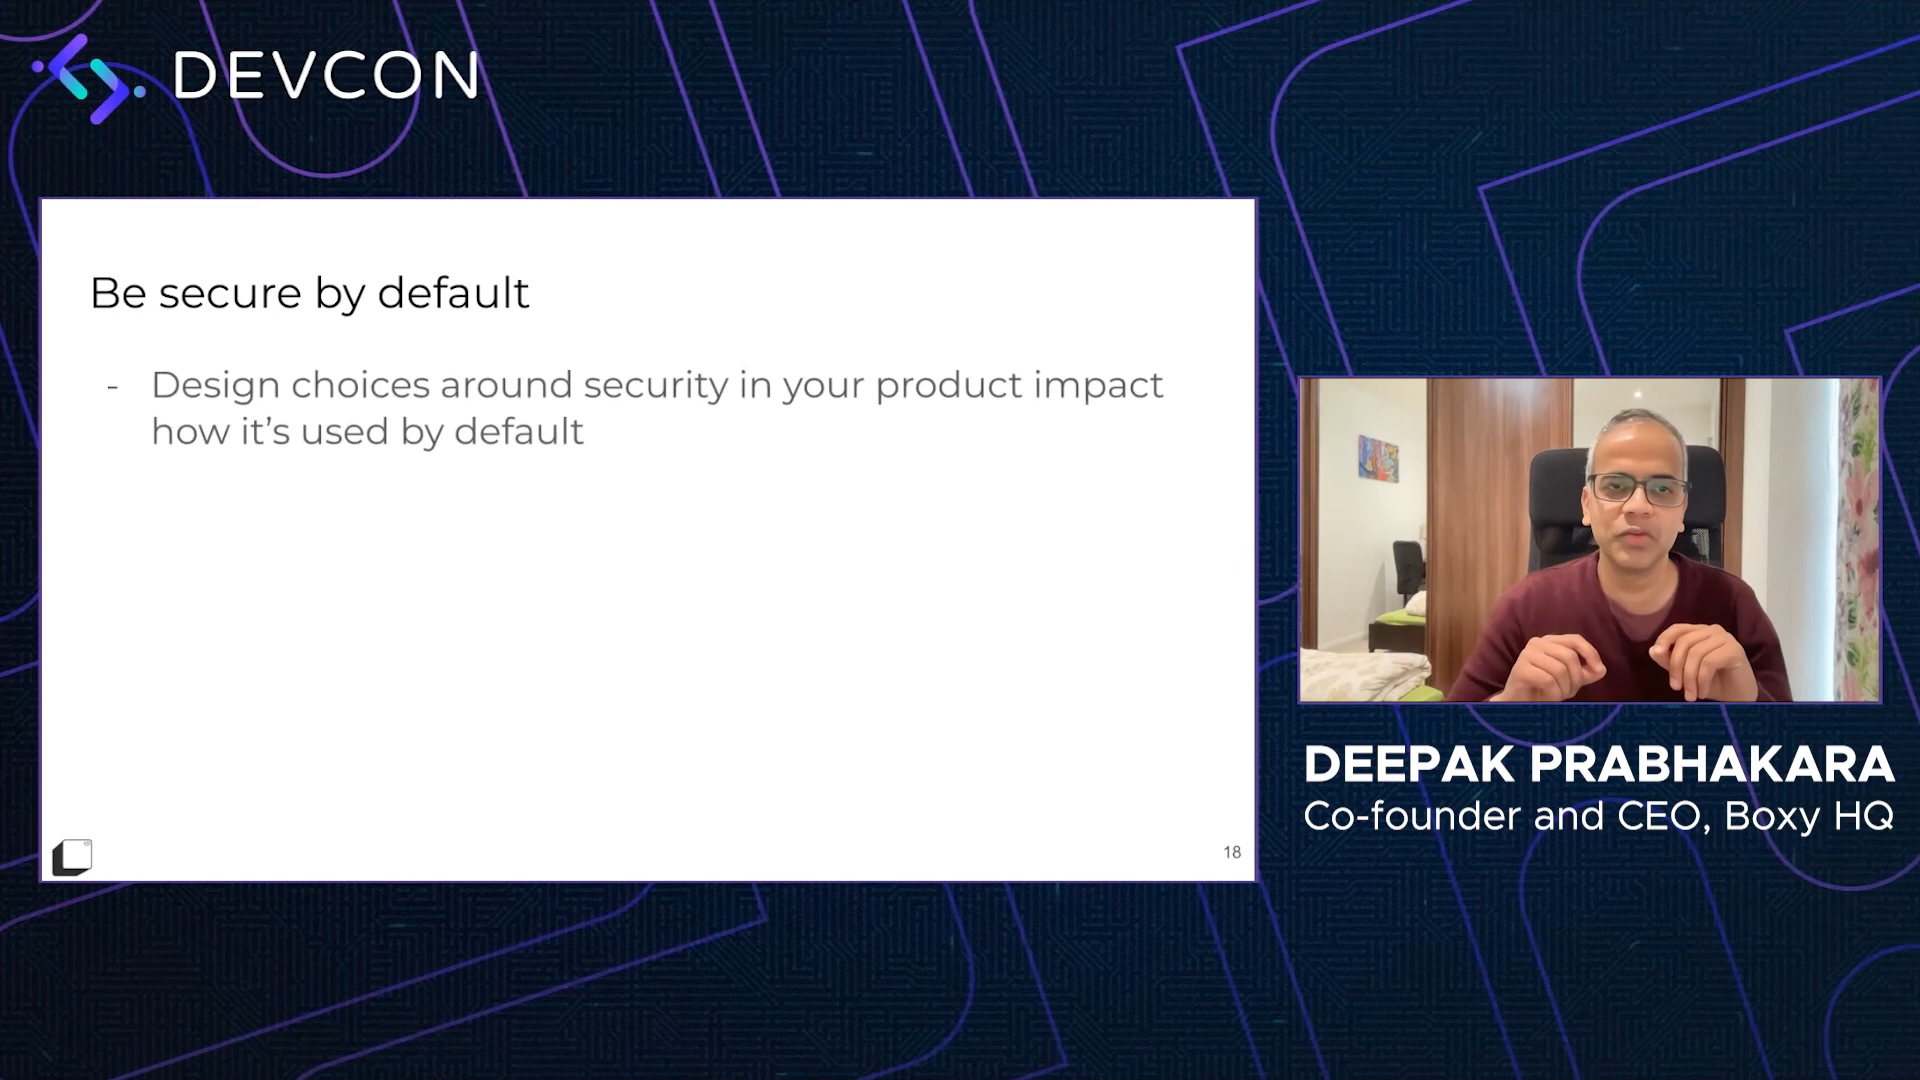 DEVCON
Be secure by default
- Design choices around security in your product impact
how it's used by default
18
DEEPAK PRABHAKARA
Co-founder and CEO, Boxy HQ